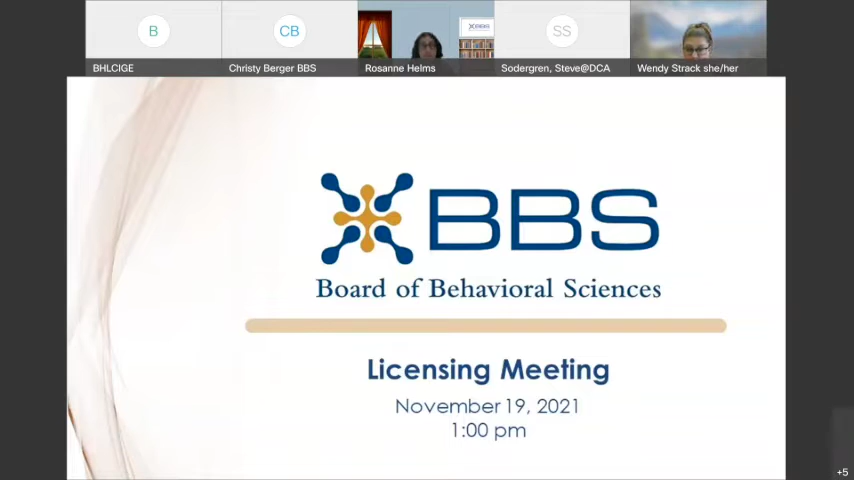 B
CB
BBS
SS
BHLCIGE
Christy Berger BBS
Rosanne Helms
Sodergren, Steve@DCA
Wendy Strack she/her
BBS
Board of Behavioral Sciences
Licensing Meeting
November 19, 2021
1:00 pm
+5